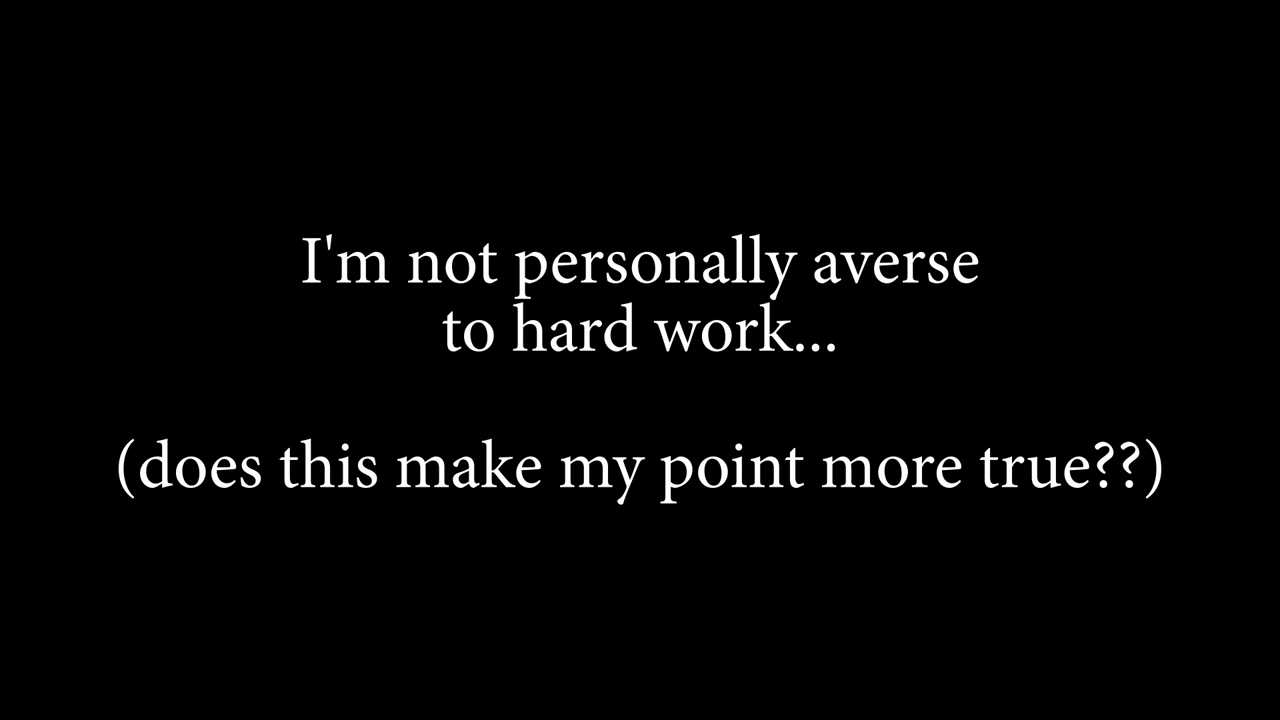 I'm not personally averse
to hard work...
(does this make my point more true??)